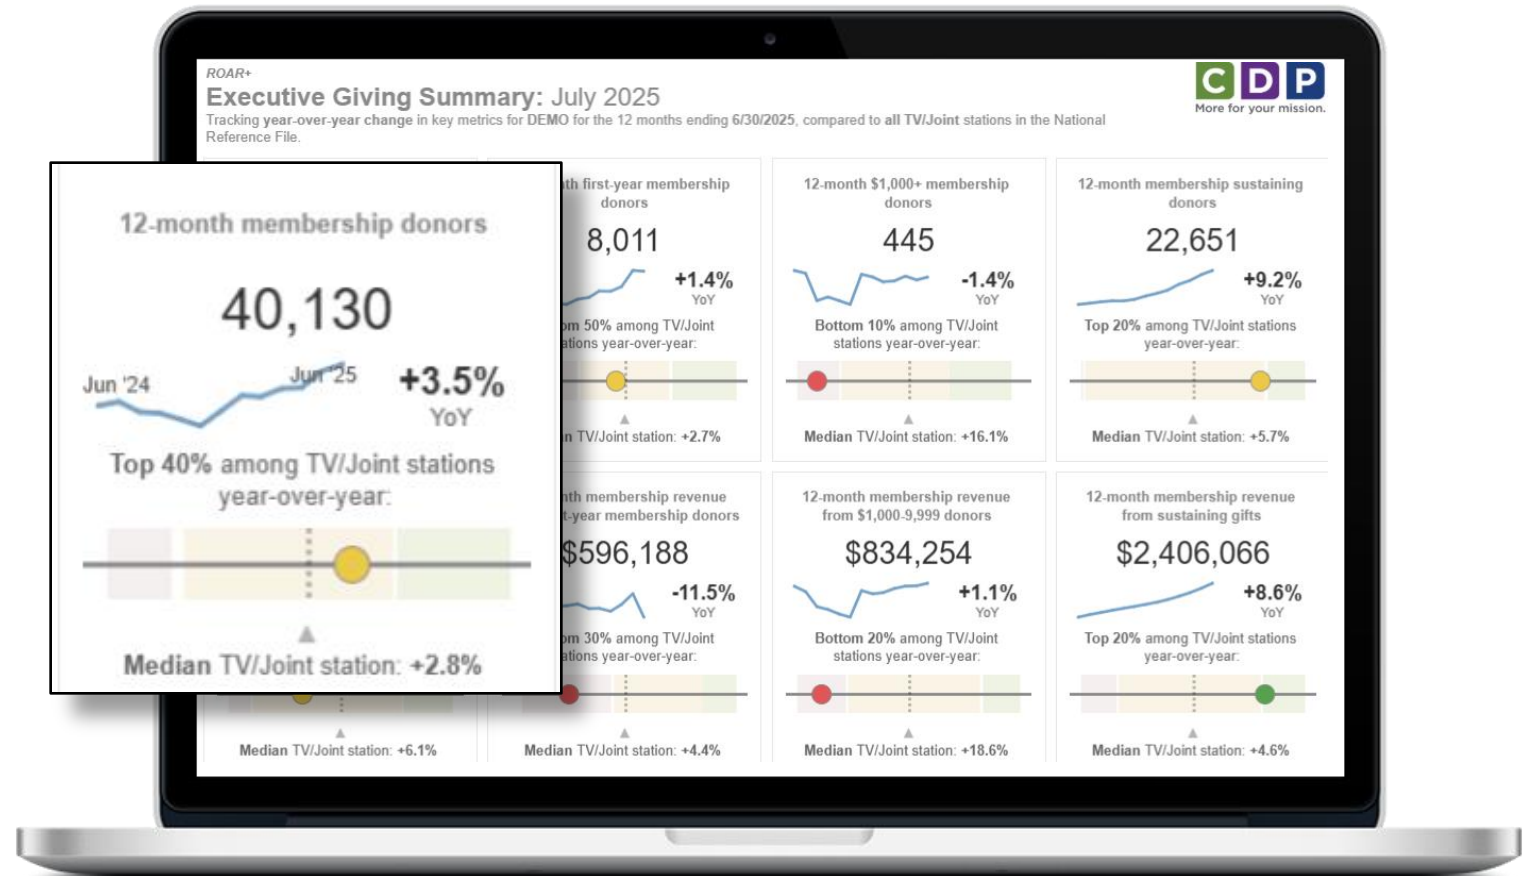 ROAR+
Executive Giving Summary: July 2025
Tracking year-over-year change in key metrics for DEMO for the 12 months ending 6/30/2025, compared to all TV/Joint stations in the National
Reference File.
C D P
More for your mission.
12-month membership donors
40,130
Jun '24
Jun '25
+3.5%
YoY
Top 40% among TV/Joint stations
year-over-year:
Median TV/Joint station: +2.8%
first-year membership
donors
8,011
+1.4%
YoY
50% among TV/Joint
year-over-year:
TV/Joint station: +2.7%
12-month $1,000+ membership
donors
445
-1.4%
YoY
Bottom 10% among TV/Joint
stations year-over-year:
Median TV/Joint station: +16.1%
12-month membership sustaining
donors
22,651
+9.2%
YoY
Top 20% among TV/Joint stations
year-over-year:
Median TV/Joint station: +5.7%
Median TV/Joint station: +6.1%
membership revenue
membership donors
$596,188
-11.5%
YoY
30% among TV/Joint
year-over-year:
Median TV/Joint station: +4.4%
12-month membership revenue
from $1,000-9,999 donors
$834,254
+1.1%
YoY
Bottom 20% among TV/Joint
stations year-over-year:
Median TV/Joint station: +18.6%
12-month membership revenue
from sustaining gifts
$2,406,066
+8.6%
YoY
Top 20% among TV/Joint stations
year-over-year:
Median TV/Joint station: +4.6%